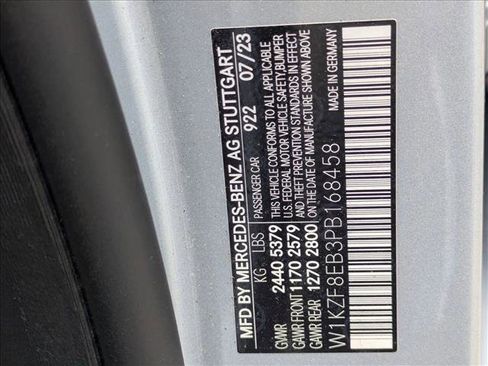 MFD BY MERCEDES-BENZ AG STUTTGART
PASSENGER CAR 922 07/23
KG LBS
GVWR 2440 5379
GAWR FRONT 1170 2579
GAWR REAR 1270 2800
THIS VEHICLE CONFORMS TO ALL APPLICABLE
U.S. FEDERAL MOTOR VEHICLE SAFETY, BUMPER
AND THEFT PREVENTION STANDARDS IN EFFECT
ON DATE OF MANUFACTURE SHOWN ABOVE
W1KZF8EB3PB168458
MADE IN GERMANY